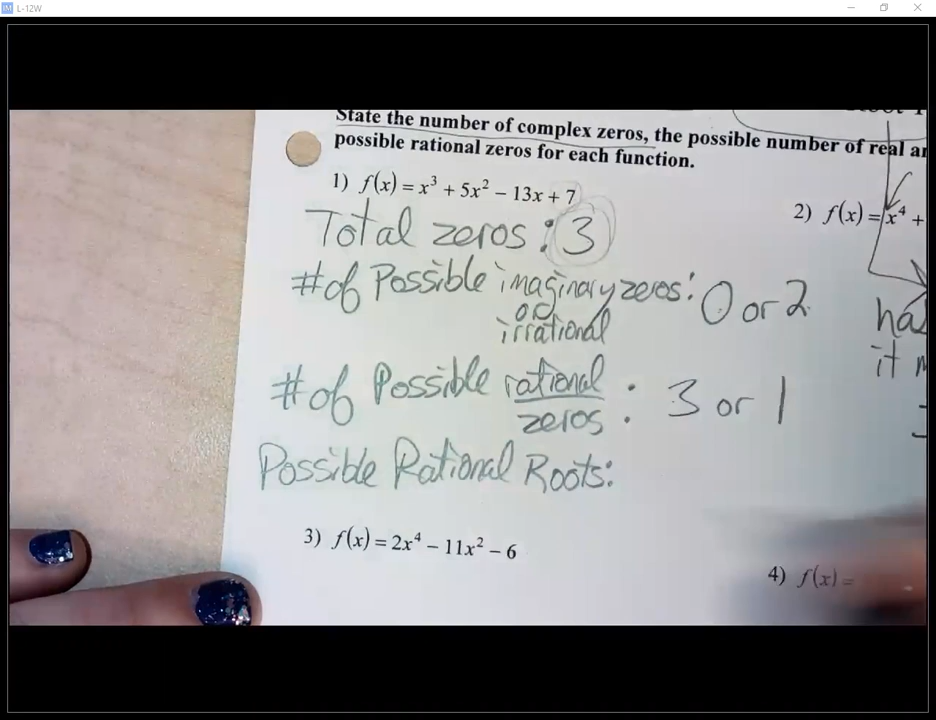 L-12W
State the number of complex zeros, the possible number of real
possible rational zeros for each function.
1) f(x) = x³ + 5x² − 13x + 7
2) f(x) = x⁴ +
Total zeros : 3
# of Possible imaginary zeros: 0 or 2
or
irrational
it
# of Possible rational : 3 or 1
zeros
Possible Rational Roots:
3) f(x) = 2x⁴ − 11x² − 6
4) f(x) =